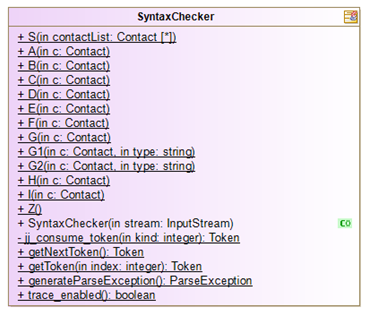 SyntaxChecker
+ S(in contactList: Contact [*])
+ A(in c: Contact)
+ B(in c: Contact)
+ C(in c: Contact)
+ D(in c: Contact)
+ E(in c: Contact)
+ F(in c: Contact)
+ G(in c: Contact)
+ G1(in c: Contact, in type: string)
+ G2(in c: Contact, in type: string)
+ H(in c: Contact)
+ I(in c: Contact)
+ Z()
+ SyntaxChecker(in stream: InputStream)
- jj_consume_token(in kind: integer): Token
+ getNextToken(): Token
+ getToken(in index: integer): Token
+ generateParseException(): ParseException
+ trace_enabled(): boolean